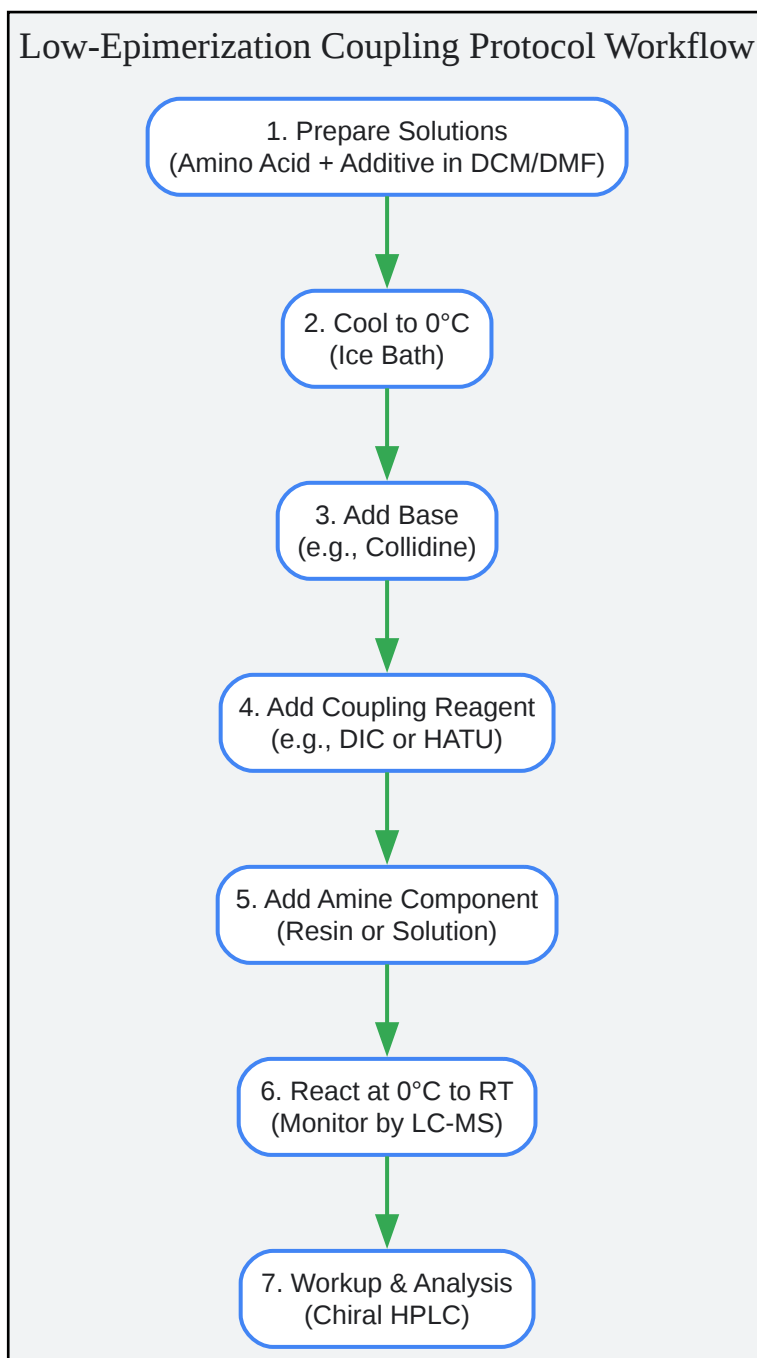 Low-Epimerization Coupling Protocol Workflow
1. Prepare Solutions
(Amino Acid + Additive in DCM/DMF)
2. Cool to 0°C
(Ice Bath)
3. Add Base
(e.g., Collidine)
4. Add Coupling Reagent
(e.g., DIC or HATU)
5. Add Amine Component
(Resin or Solution)
6. React at 0°C to RT
(Monitor by LC-MS)
7. Workup & Analysis
(Chiral HPLC)